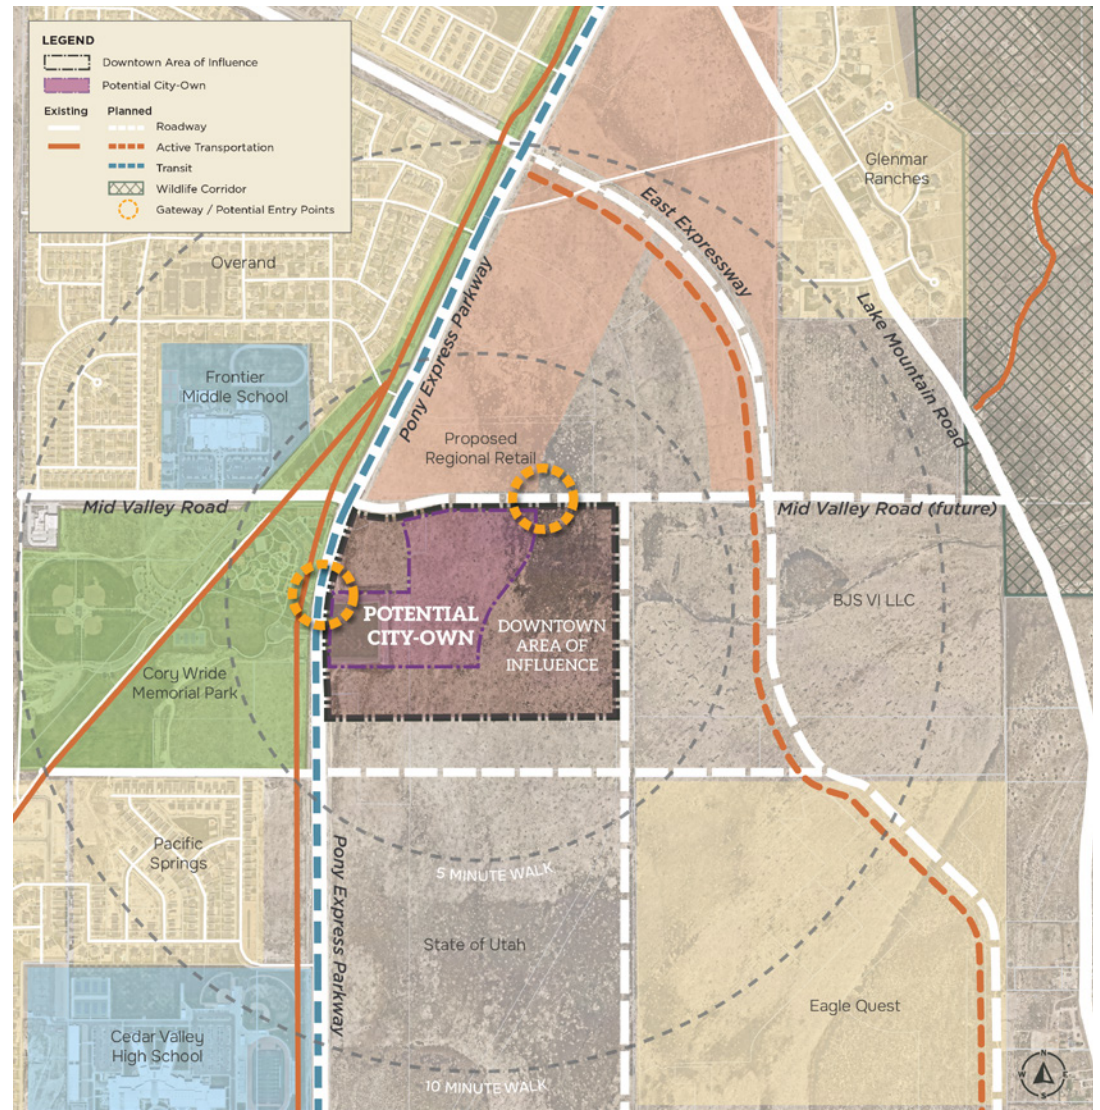 LEGEND
Downtown Area of Influence
Potential City-Own
Existing Planned
Roadway
Active Transportation
Transit
Wildlife Corridor
Gateway / Potential Entry Points
Glenmar
Ranches
East Expressway
Overand
Pony Express Parkway
Lake Mountain Road
Frontier
Middle School
Proposed
Regional Retail
Mid Valley Road
Mid Valley Road (future)
BJS VI LLC
POTENTIAL
CITY-OWN
DOWNTOWN
AREA OF
INFLUENCE
Cory Wride
Memorial Park
Pacific
Springs
Pony Express Parkway
5 MINUTE WALK
State of Utah
Eagle Quest
Cedar Valley
High School
10 MINUTE WALK
N
W E
S